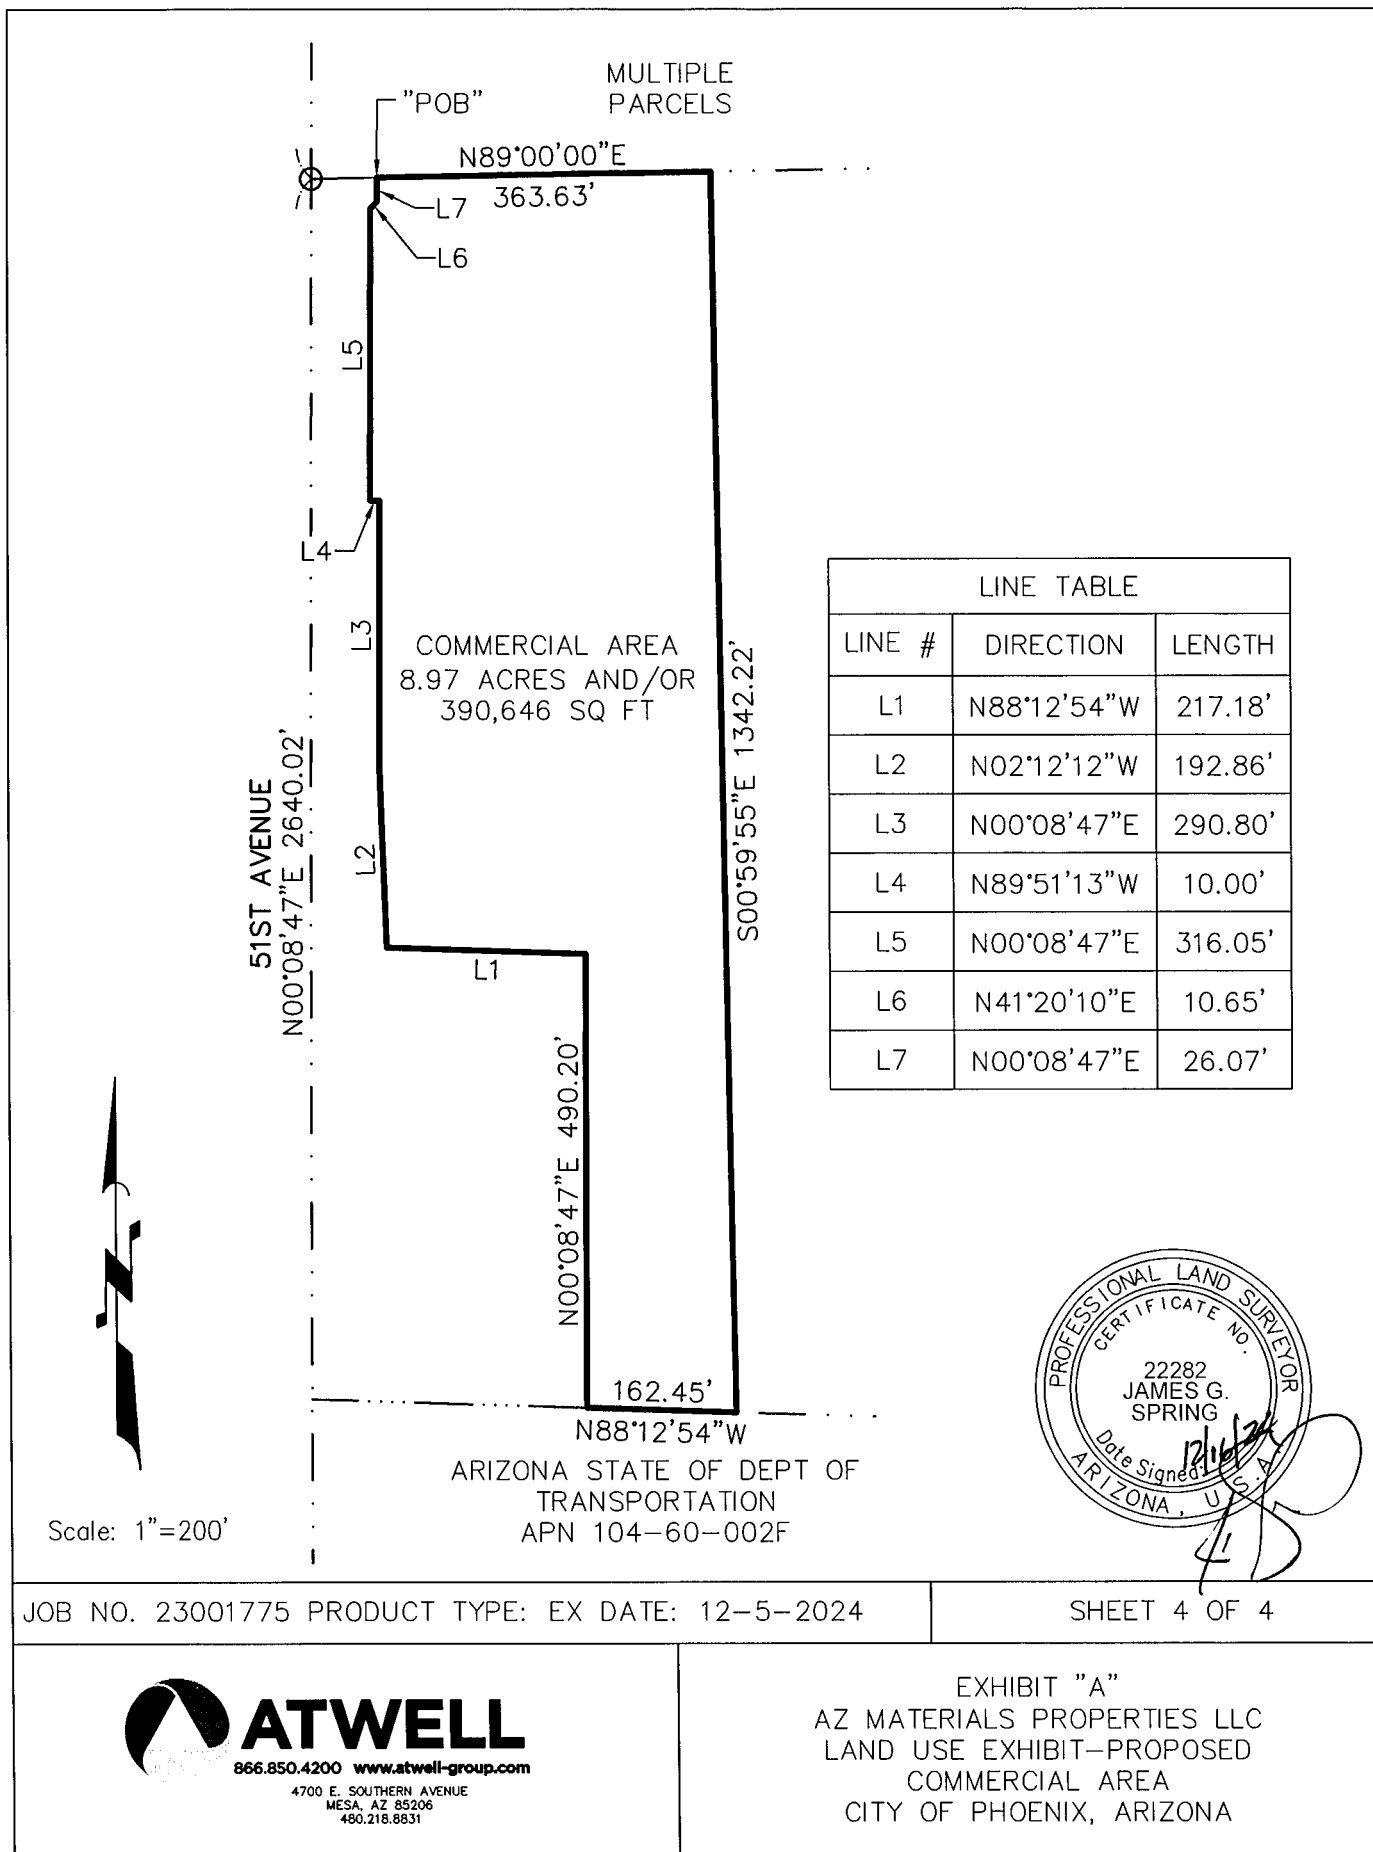 MULTIPLE
PARCELS
"POB"
N89°00'00"E
363.63'
L7
L6
L5
L4
L3
COMMERCIAL AREA
8.97 ACRES AND/OR
390,646 SQ FT
S00°59'55"E 1342.22'
51ST AVENUE
N00°08'47"E 2640.02'
L2
L1
N00°08'47"E 490.20'
162.45'
N88°12'54"W
ARIZONA STATE OF DEPT OF
TRANSPORTATION
APN 104-60-002F
LINE TABLE
LINE # DIRECTION LENGTH
L1 N88°12'54"W 217.18'
L2 N02°12'12"W 192.86'
L3 N00°08'47"E 290.80'
L4 N89°51'13"W 10.00'
L5 N00°08'47"E 316.05'
L6 N41°20'10"E 10.65'
L7 N00°08'47"E 26.07'
Scale: 1"=200'
PROFESSIONAL LAND SURVEYOR
CERTIFICATE NO.
22282
JAMES G.
SPRING
Date Signed: 12/16/24
ARIZONA, U.S.A.
JOB NO. 23001775 PRODUCT TYPE: EX DATE: 12-5-2024
SHEET 4 OF 4
ATWELL
866.850.4200 www.atwell-group.com
4700 E. SOUTHERN AVENUE
MESA, AZ 85206
480.218.8831
EXHIBIT "A"
AZ MATERIALS PROPERTIES LLC
LAND USE EXHIBIT-PROPOSED
COMMERCIAL AREA
CITY OF PHOENIX, ARIZONA